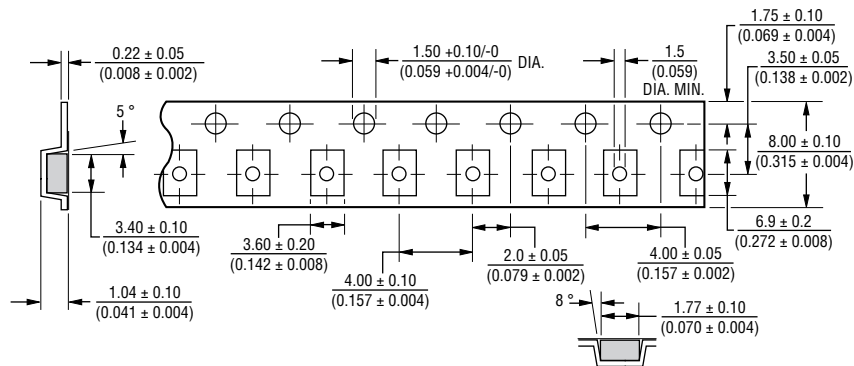 0.22 ± 0.05
(0.008 ± 0.002)
1.50 +0.10/-0
(0.059 +0.004/-0)
DIA.
1.5
(0.059)
DIA. MIN.
1.75 ± 0.10
(0.069 ± 0.004)
3.50 ± 0.05
(0.138 ± 0.002)
5 °
8.00 ± 0.10
(0.315 ± 0.004)
3.40 ± 0.10
(0.134 ± 0.004)
3.60 ± 0.20
(0.142 ± 0.008)
4.00 ± 0.10
(0.157 ± 0.004)
2.0 ± 0.05
(0.079 ± 0.002)
4.00 ± 0.05
(0.157 ± 0.002)
6.9 ± 0.2
(0.272 ± 0.008)
1.04 ± 0.10
(0.041 ± 0.004)
8 °
1.77 ± 0.10
(0.070 ± 0.004)